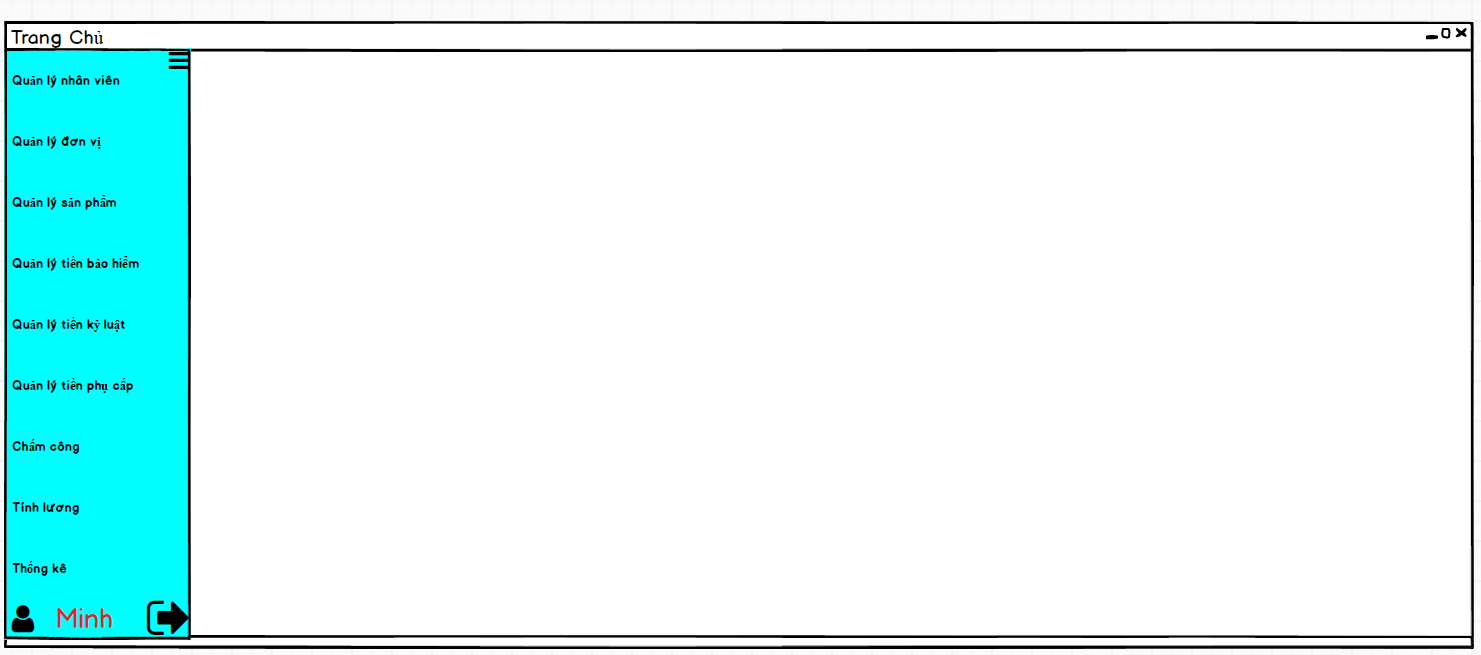 Trang Chủ
Quản lý nhân viên
Quản lý đơn vị
Quản lý sản phẩm
Quản lý tiền bảo hiểm
Quản lý tiền kỷ luật
Quản lý tiền phụ cấp
Chấm công
Tính lương
Thống kê
Minh